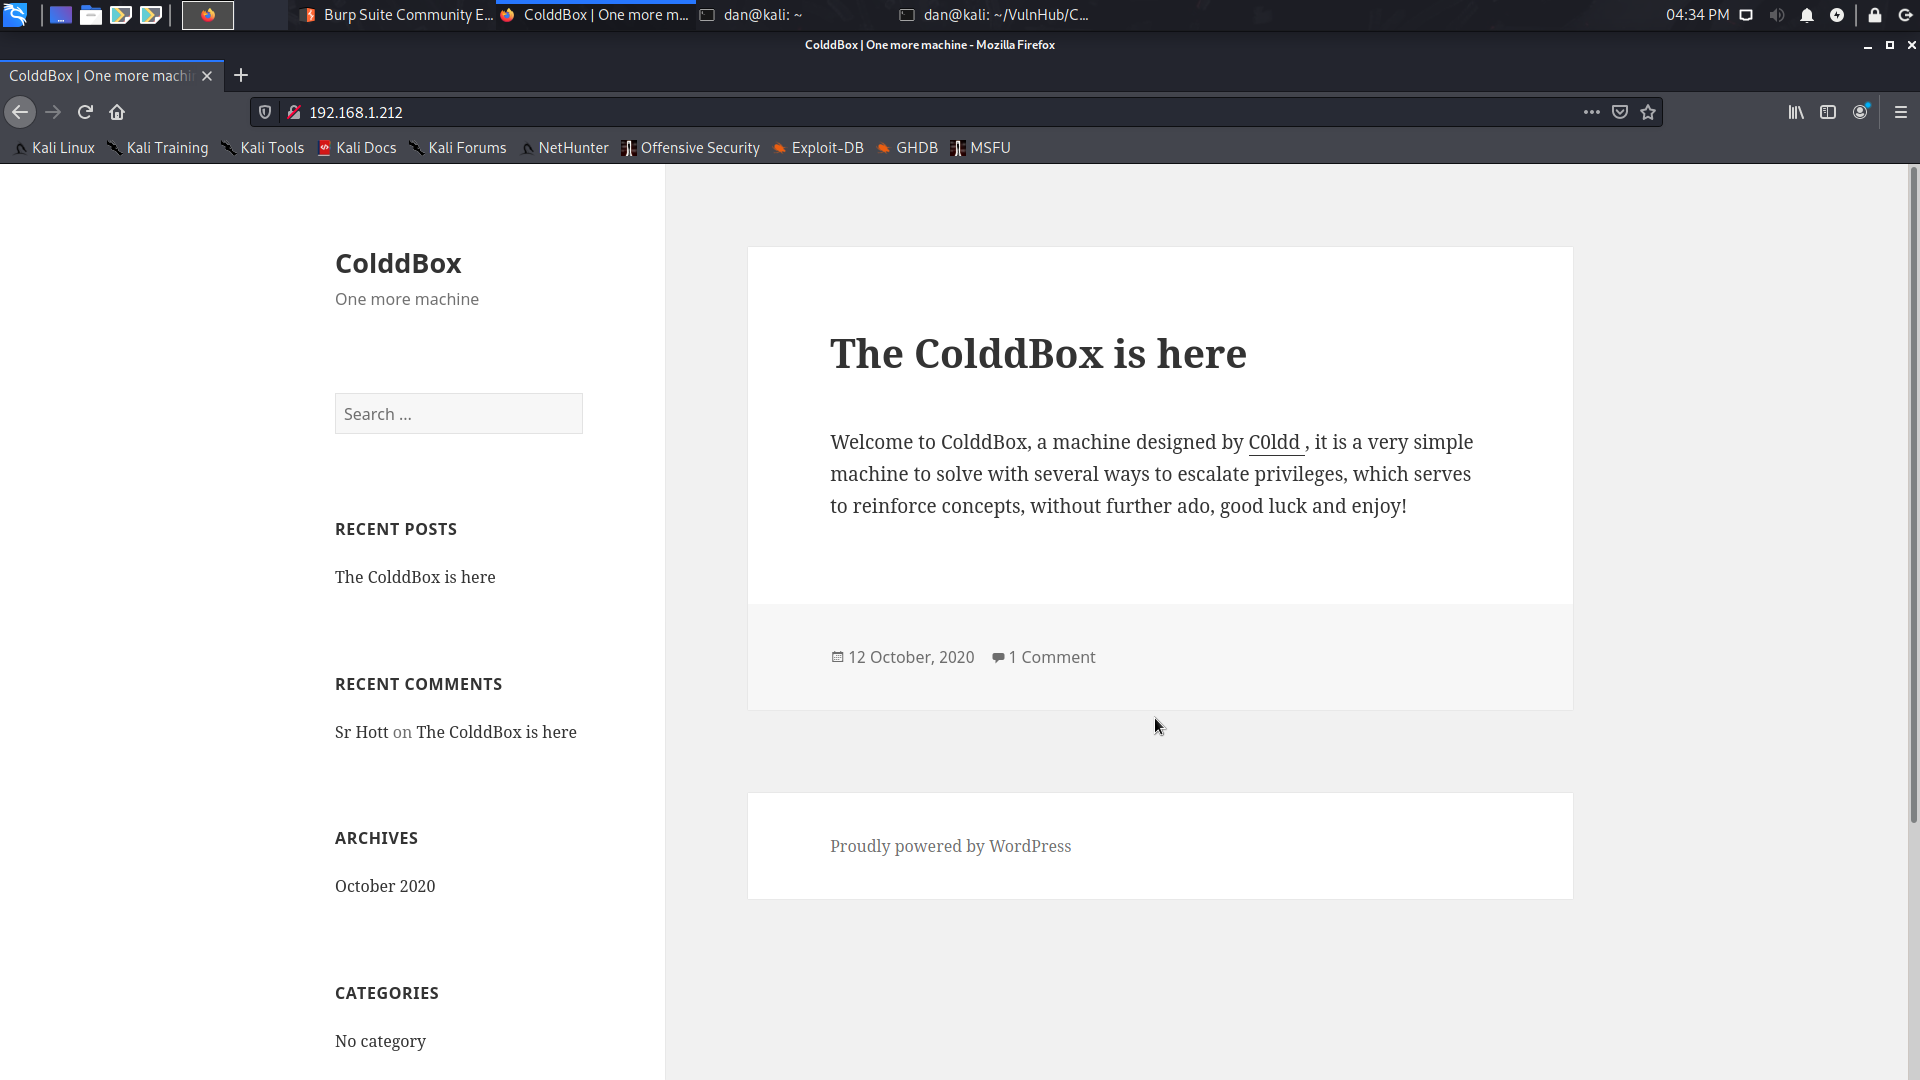 Burp Suite Community E...
ColddBox | One more m...
dan@kali: ~
dan@kali: ~/VulnHub/C...
04:34 PM
ColddBox | One more machine - Mozilla Firefox
ColddBox | One more machi
192.168.1.212
Kali Linux
Kali Training
Kali Tools
Kali Docs
Kali Forums
NetHunter
Offensive Security
Exploit-DB
GHDB
MSFU
ColddBox
One more machine
Search ...
RECENT POSTS
The ColddBox is here
RECENT COMMENTS
Sr Hott on The ColddBox is here
ARCHIVES
October 2020
CATEGORIES
No category
The ColddBox is here
Welcome to ColddBox, a machine designed by C0ldd , it is a very simple
machine to solve with several ways to escalate privileges, which serves
to reinforce concepts, without further ado, good luck and enjoy!
12 October, 2020
1 Comment
Proudly powered by WordPress